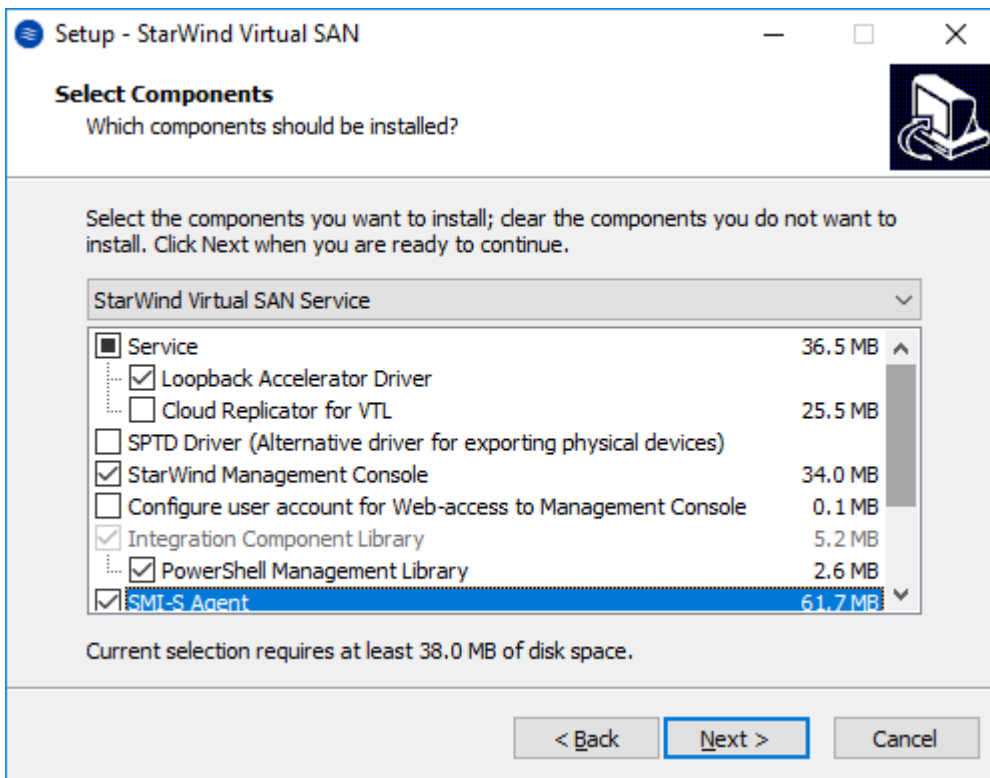 Setup - StarWind Virtual SAN
Select Components
Which components should be installed?
Select the components you want to install; clear the components you do not want to
install. Click Next when you are ready to continue.
StarWind Virtual SAN Service
Service 36.5 MB
Loopback Accelerator Driver
Cloud Replicator for VTL 25.5 MB
SPTD Driver (Alternative driver for exporting physical devices)
StarWind Management Console 34.0 MB
Configure user account for Web-access to Management Console 0.1 MB
Integration Component Library 5.2 MB
PowerShell Management Library 2.6 MB
SMI-S Agent 61.7 MB
Current selection requires at least 38.0 MB of disk space.
< Back Next > Cancel